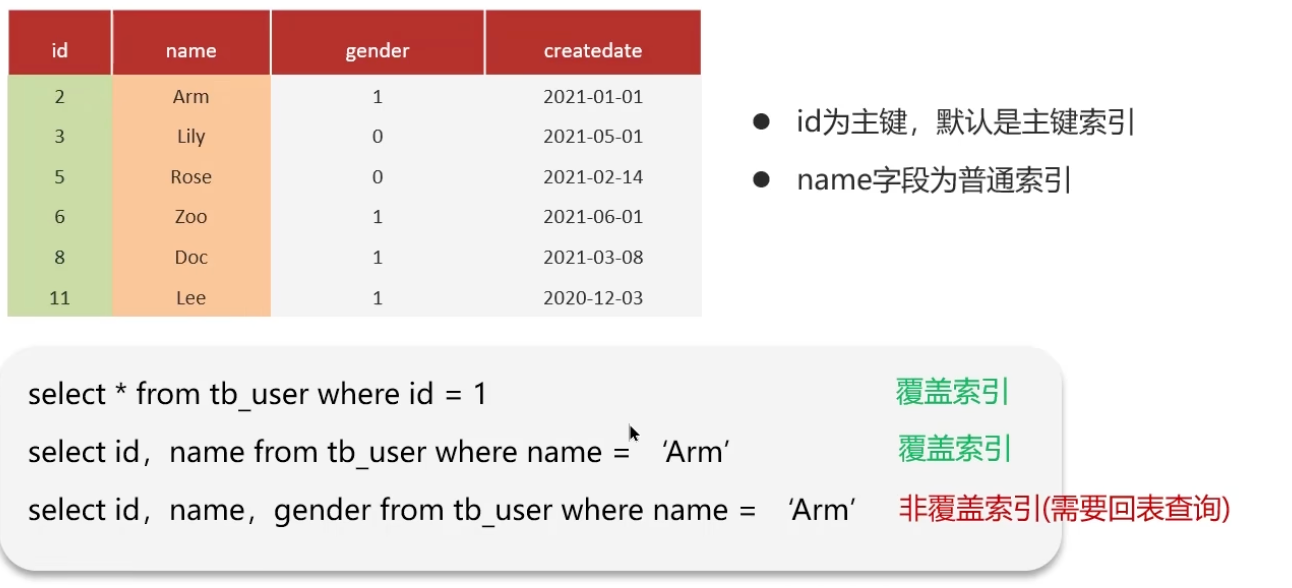 id name gender createdate
2 Arm 1 2021-01-01
3 Lily 0 2021-05-01
5 Rose 0 2021-02-14
6 Zoo 1 2021-06-01
8 Doc 1 2021-03-08
11 Lee 1 2020-12-03
● id为主键，默认是主键索引
● name字段为普通索引
select * from tb_user where id = 1 覆盖索引
select id，name from tb_user where name = ‘Arm’ 覆盖索引
select id，name，gender from tb_user where name = ‘Arm’ 非覆盖索引(需要回表查询)